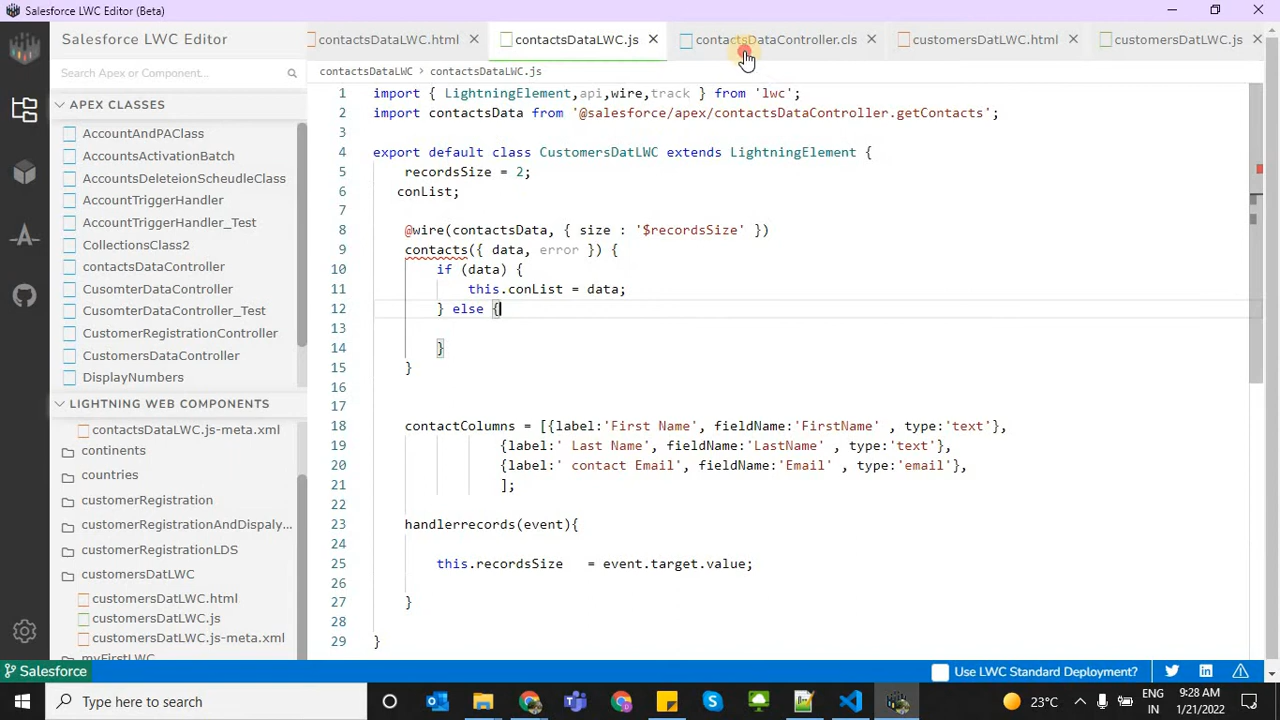 Salesforce LWC Editor (Beta)
Salesforce LWC Editor
contactsDataLWC.html
contactsDataLWC.js
contactsDataController.cls
customersDatLWC.html
customersDatLWC.js
Search Apex or Component(s)
contactsDataLWC > contactsDataLWC.js
APEX CLASSES
AccountAndPAClass
AccountsActivationBatch
AccountsDeleteionScheudleClass
AccountTriggerHandler
AccountTriggerHandler_Test
CollectionsClass2
contactsDataController
CusomterDataController
CusomterDataController_Test
CustomerRegistrationController
CustomersDataController
DisplayNumbers
LIGHTNING WEB COMPONENTS
contactsDataLWC.js-meta.xml
continents
countries
customerRegistration
customerRegistrationAndDispaly...
customerRegistrationLDS
customersDatLWC
customersDatLWC.html
customersDatLWC.js
customersDatLWC.js-meta.xml
myFirstLWC
1 import { LightningElement,api,wire,track } from 'lwc';
2 import contactsData from '@salesforce/apex/contactsDataController.getContacts';
3
4 export default class CustomersDatLWC extends LightningElement {
5 recordsSize = 2;
6 conList;
7
8 @wire(contactsData, { size : '$recordsSize' })
9 contacts({ data, error }) {
10 if (data) {
11 this.conList = data;
12 } else {
13
14 }
15 }
16
17
18 contactColumns = [{label:'First Name', fieldName:'FirstName' , type:'text'},
19 {label:' Last Name', fieldName:'LastName' , type:'text'},
20 {label:' contact Email', fieldName:'Email' , type:'email'},
21 ];
22
23 handlerrecords(event){
24
25 this.recordsSize = event.target.value;
26
27 }
28
29 }
Salesforce
Use LWC Standard Deployment?
Type here to search
23°C
ENG
IN
9:28 AM
1/21/2022